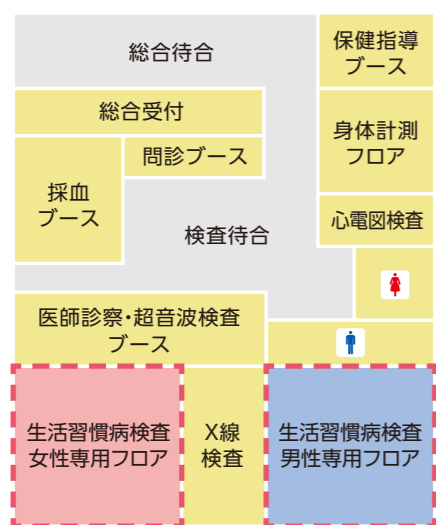 総合待合
保健指導
ブース
総合受付
身体計測
フロア
問診ブース
採血
ブース
検査待合
心電図検査
医師診察・超音波検査
ブース
生活習慣病検査
女性専用フロア
X線
検査
生活習慣病検査
男性専用フロア